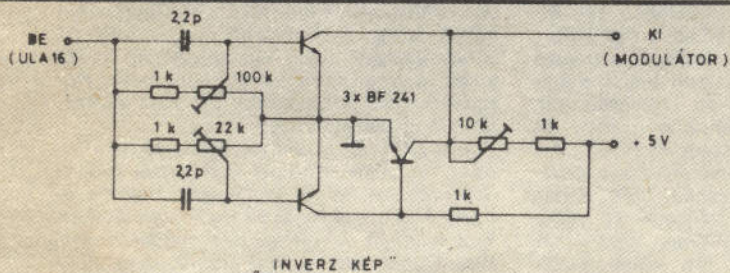 2,2p
BE
(ULA16)
KI
(MODULÁTOR)
1 k
100 k
3 x BF 241
1 k
22 k
10 k
1 k
+ 5V
2,2p
1 k
„ INVERZ KÉP "